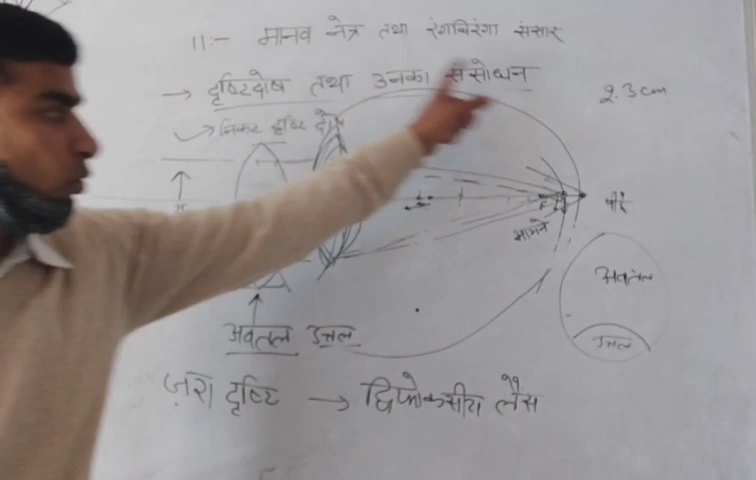 11:- मानव नेत्र तथा रंगबिरंगा संसार
→ दृष्टिदोष तथा उनका संसोधन
2.3 cm
निकट दृष्टि दोष
सामने
अवतल
उत्तल
अवतल उत्तल
ज़रा दृष्टि → द्विफोकसीय लेंस